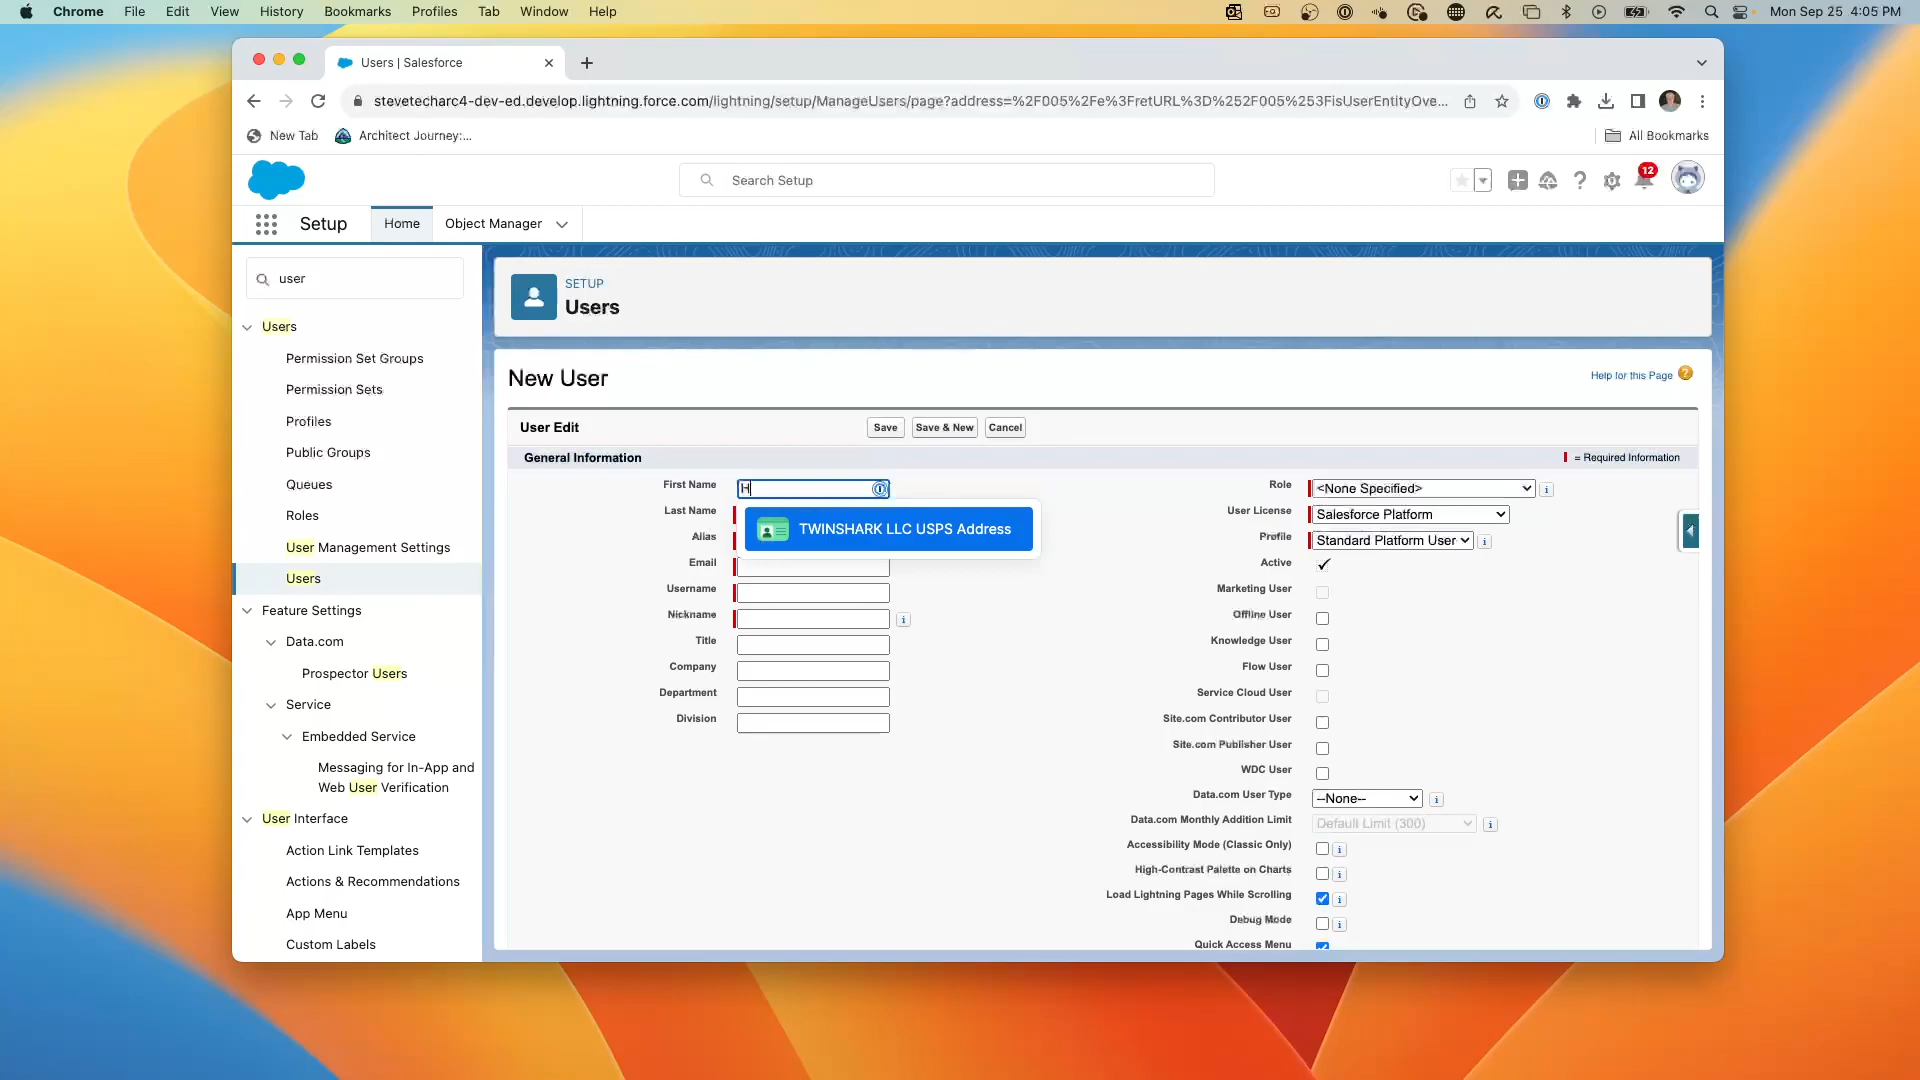 Chrome File Edit View History Bookmarks Profiles Tab Window Help Mon Sep 25 4:05 PM
Users | Salesforce
stevetecharc4-dev-ed.develop.lightning.force.com/lightning/setup/ManageUsers/page?address=%2F005%2Fe%3FretURL%3D%252F005%253FisUserEntityOve...
New Tab Architect Journey:... All Bookmarks
Search Setup 12
Setup Home Object Manager
user
Users
Permission Set Groups
Permission Sets
Profiles
Public Groups
Queues
Roles
User Management Settings
Users
Feature Settings
Data.com
Prospector Users
Service
Embedded Service
Messaging for In-App and
Web User Verification
User Interface
Action Link Templates
Actions & Recommendations
App Menu
Custom Labels
SETUP
Users
New User Help for this Page ?
User Edit Save Save & New Cancel
General Information = Required Information
First Name H
TWINSHARK LLC USPS Address
Last Name
Alias
Email
Username
Nickname i
Title
Company
Department
Division
Role <None Specified> i
User License Salesforce Platform
Profile Standard Platform User i
Active
Marketing User
Offline User
Knowledge User
Flow User
Service Cloud User
Site.com Contributor User
Site.com Publisher User
WDC User
Data.com User Type --None-- i
Data.com Monthly Addition Limit Default Limit (300) i
Accessibility Mode (Classic Only) i
High-Contrast Palette on Charts i
Load Lightning Pages While Scrolling i
Debug Mode i
Quick Access Menu